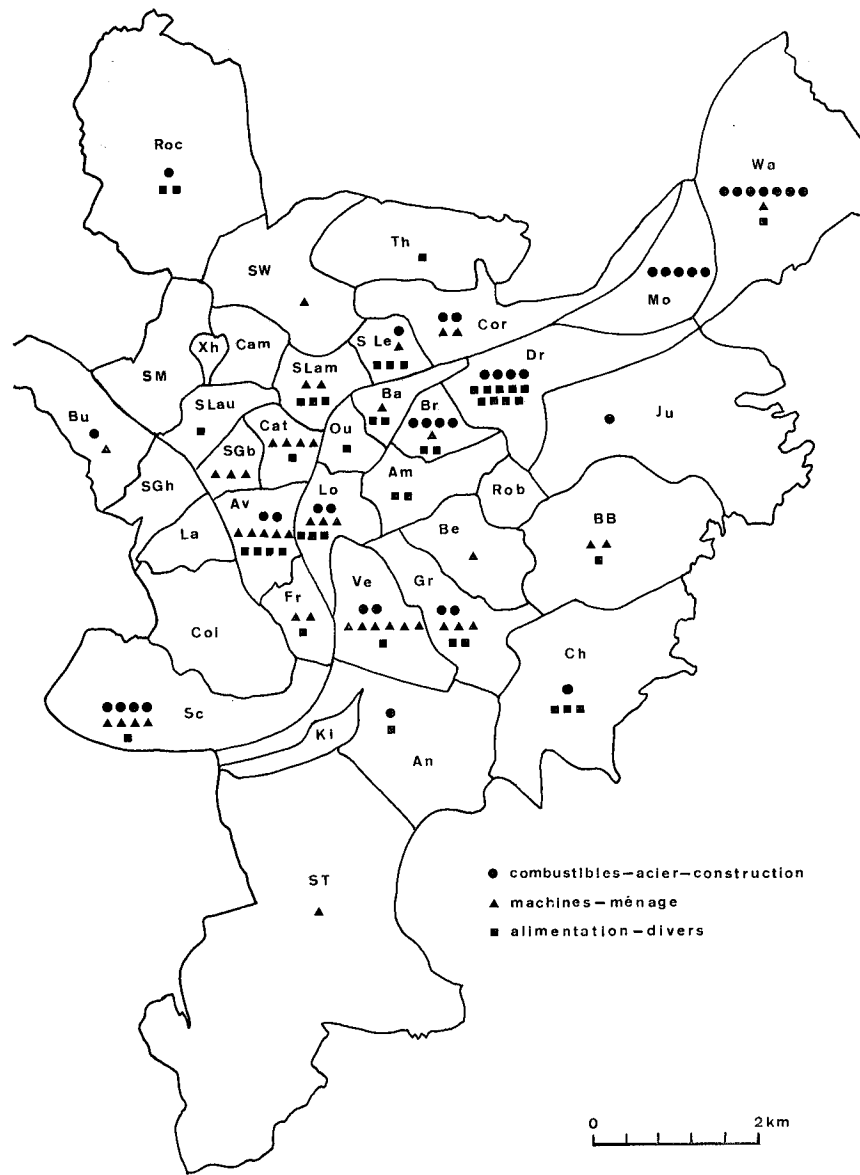 Roc
Wa
Th
SW
Mo
Cor
Xh
Cam
S Le
Dr
SM
SLam
Ba
Ju
Bu
SLau
Br
Cat
Ou
SGb
Am
SGh
Lo
Rob
Av
BB
La
Be
Ve
Gr
Fr
Col
Ch
Sc
Ki
An
combustibles—acier—construction
ST
machines—ménage
alimentation—divers
0 2km